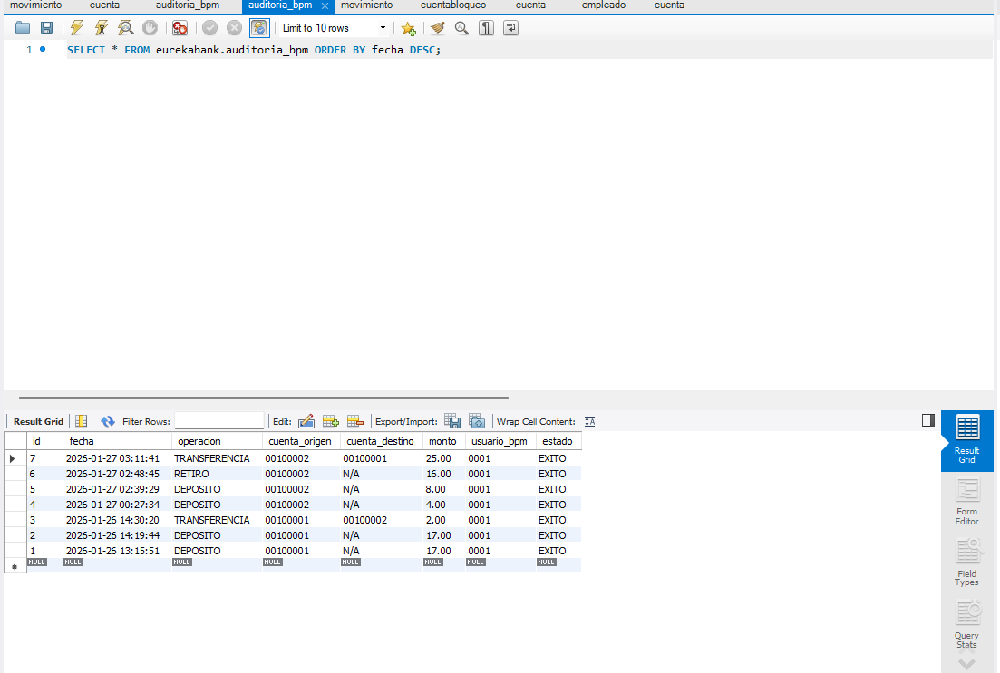 movimiento cuenta auditoria_bpm auditoria_bpm movimiento cuentabloqueo cuenta empleado cuenta
Limit to 10 rows
1 SELECT * FROM eurekabank.auditoria_bpm ORDER BY fecha DESC;
Result Grid Filter Rows: Edit: Export/Import: Wrap Cell Content:
id fecha operacion cuenta_origen cuenta_destino monto usuario_bpm estado
7 2026-01-27 03:11:41 TRANSFERENCIA 00100002 00100001 25.00 0001 EXITO
6 2026-01-27 02:48:45 RETIRO 00100002 N/A 16.00 0001 EXITO
5 2026-01-27 02:39:29 DEPOSITO 00100002 N/A 8.00 0001 EXITO
4 2026-01-27 00:27:34 DEPOSITO 00100002 N/A 4.00 0001 EXITO
3 2026-01-26 14:30:20 TRANSFERENCIA 00100001 00100002 2.00 0001 EXITO
2 2026-01-26 14:19:44 DEPOSITO 00100001 N/A 17.00 0001 EXITO
1 2026-01-26 13:15:51 DEPOSITO 00100001 N/A 17.00 0001 EXITO
NULL NULL NULL NULL NULL NULL NULL NULL
Result
Grid
Form
Editor
Field
Types
Query
Stats